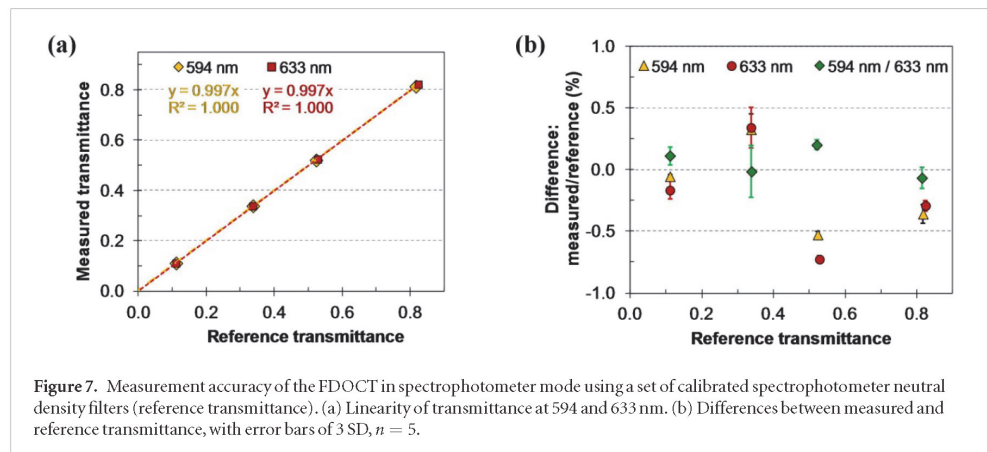 (a)
594 nm
633 nm
y = 0.997x
y = 0.997x
R² = 1.000
R² = 1.000
Measured transmittance
0.8
0.6
0.4
0.2
0.0
0.0 0.2 0.4 0.6 0.8
Reference transmittance
(b)
594 nm
633 nm
594 nm / 633 nm
Difference:
measured/reference (%)
1.0
0.5
0.0
-0.5
-1.0
0.0 0.2 0.4 0.6 0.8
Reference transmittance
Figure 7. Measurement accuracy of the FDOCT in spectrophotometer mode using a set of calibrated spectrophotometer neutral
density filters (reference transmittance). (a) Linearity of transmittance at 594 and 633 nm. (b) Differences between measured and
reference transmittance, with error bars of 3 SD, n = 5.